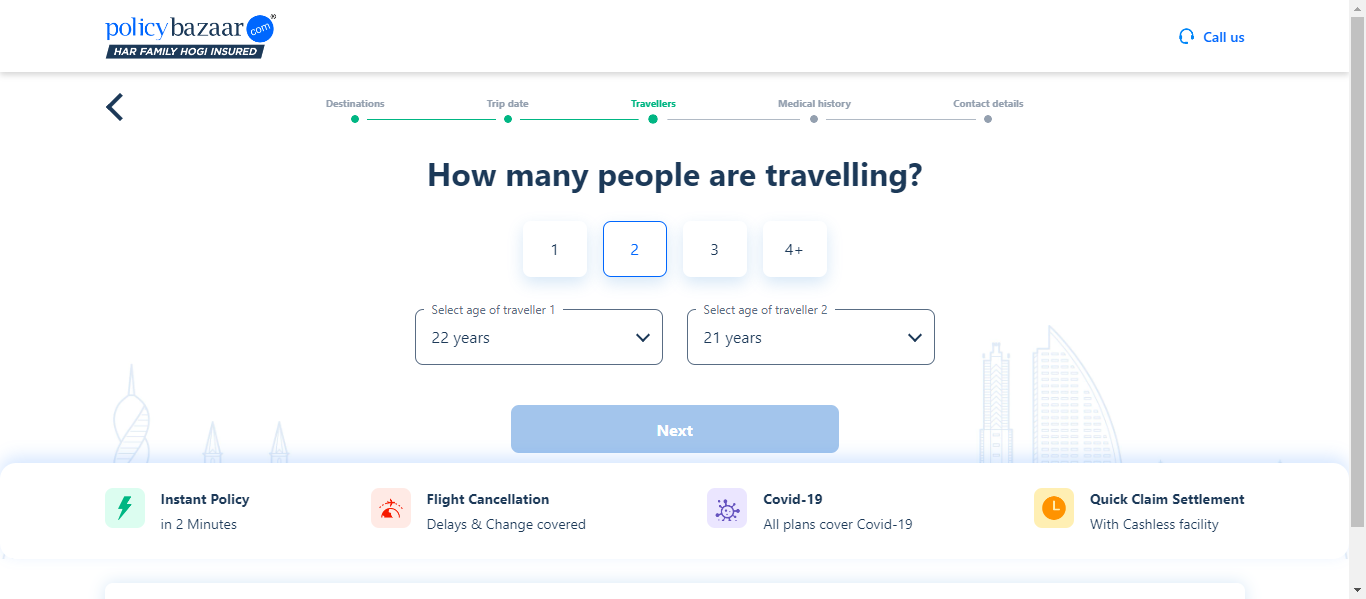 policybazaar.com®
HAR FAMILY HOGI INSURED
Call us
Destinations
Trip date
Travellers
Medical history
Contact details
How many people are travelling?
1
2
3
4+
Select age of traveller 1
22 years
Select age of traveller 2
21 years
Next
Instant Policy
in 2 Minutes
Flight Cancellation
Delays & Change covered
Covid-19
All plans cover Covid-19
Quick Claim Settlement
With Cashless facility